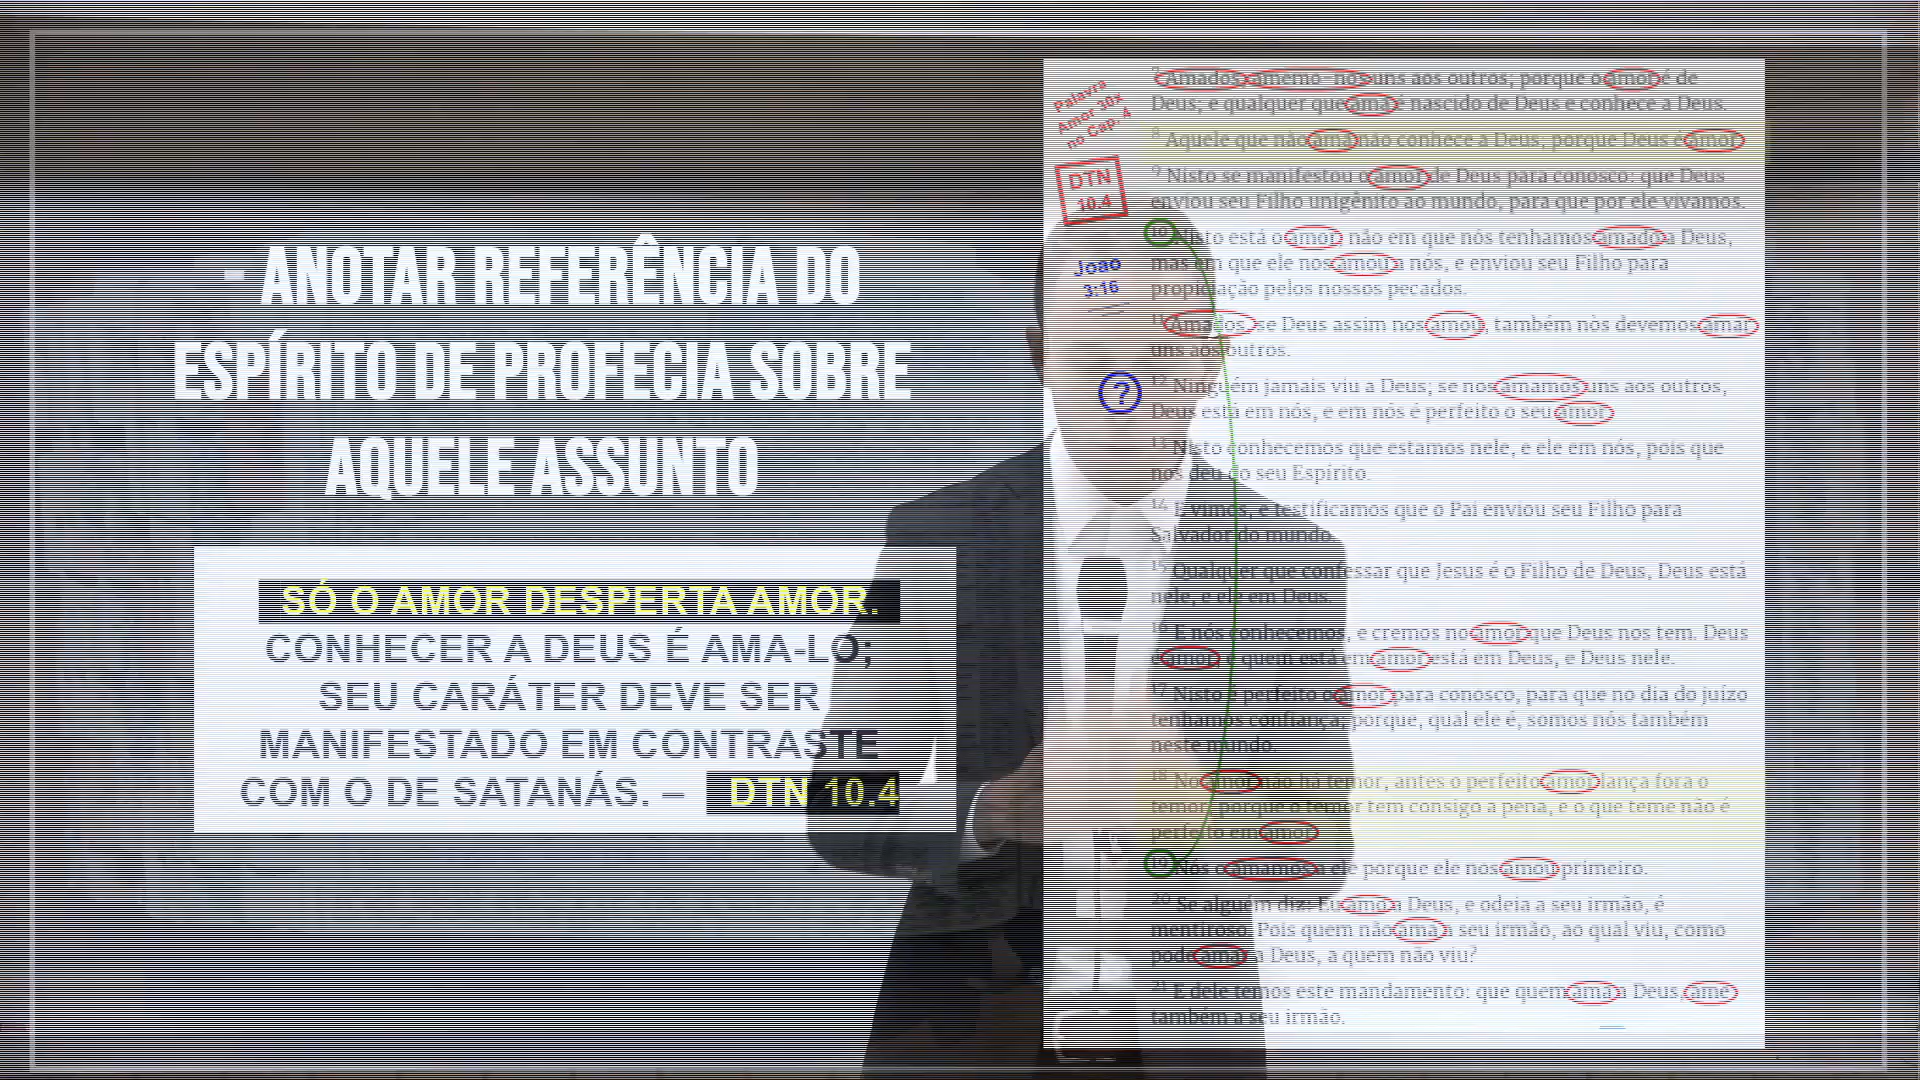 - ANOTAR REFERÊNCIA DO
ESPÍRITO DE PROFECIA SOBRE
AQUELE ASSUNTO
SÓ O AMOR DESPERTA AMOR.
CONHECER A DEUS É AMA-LO;
SEU CARÁTER DEVE SER
MANIFESTADO EM CONTRASTE
COM O DE SATANÁS. – DTN 10.4
Palavra
Amor 30x
no Cap. 4
DTN
10.4
João
3:16
?
7 Amados, amemo-nos uns aos outros; porque o amor é de
Deus; e qualquer que ama é nascido de Deus e conhece a Deus.
8 Aquele que não ama não conhece a Deus; porque Deus é amor.
9 Nisto se manifestou o amor de Deus para conosco: que Deus
enviou seu Filho unigênito ao mundo, para que por ele vivamos.
10 Nisto está o amor, não em que nós tenhamos amado a Deus,
mas em que ele nos amou a nós, e enviou seu Filho para
propiciação pelos nossos pecados.
11 Amados, se Deus assim nos amou, também nòs devemos amar
uns aos outros.
12 Ninguém jamais viu a Deus; se nos amamos uns aos outros,
Deus está em nós, e em nós é perfeito o seu amor.
13 Nisto conhecemos que estamos nele, e ele em nós, pois que
nos deu do seu Espírito.
14 E vimos, e testificamos que o Pai enviou seu Filho para
Salvador do mundo.
15 Qualquer que confessar que Jesus é o Filho de Deus, Deus está
nele, e ele em Deus.
16 E nós conhecemos, e cremos no amor que Deus nos tem. Deus
é amor; e quem está em amor está em Deus, e Deus nele.
17 Nisto é perfeito o amor para conosco, para que no dia do juízo
tenhamos confiança; porque, qual ele é, somos nós também
neste mundo.
18 No amor não há temor, antes o perfeito amor lança fora o
temor; porque o temor tem consigo a pena, e o que teme não é
perfeito em amor.
19 Nós o amamos a ele porque ele nos amou primeiro.
20 Se alguém diz: Eu amo a Deus, e odeia a seu irmão, é
mentiroso. Pois quem não ama a seu irmão, ao qual viu, como
pode amar a Deus, a quem não viu?
21 E dele temos este mandamento: que quem ama a Deus, ame
também a seu irmão.